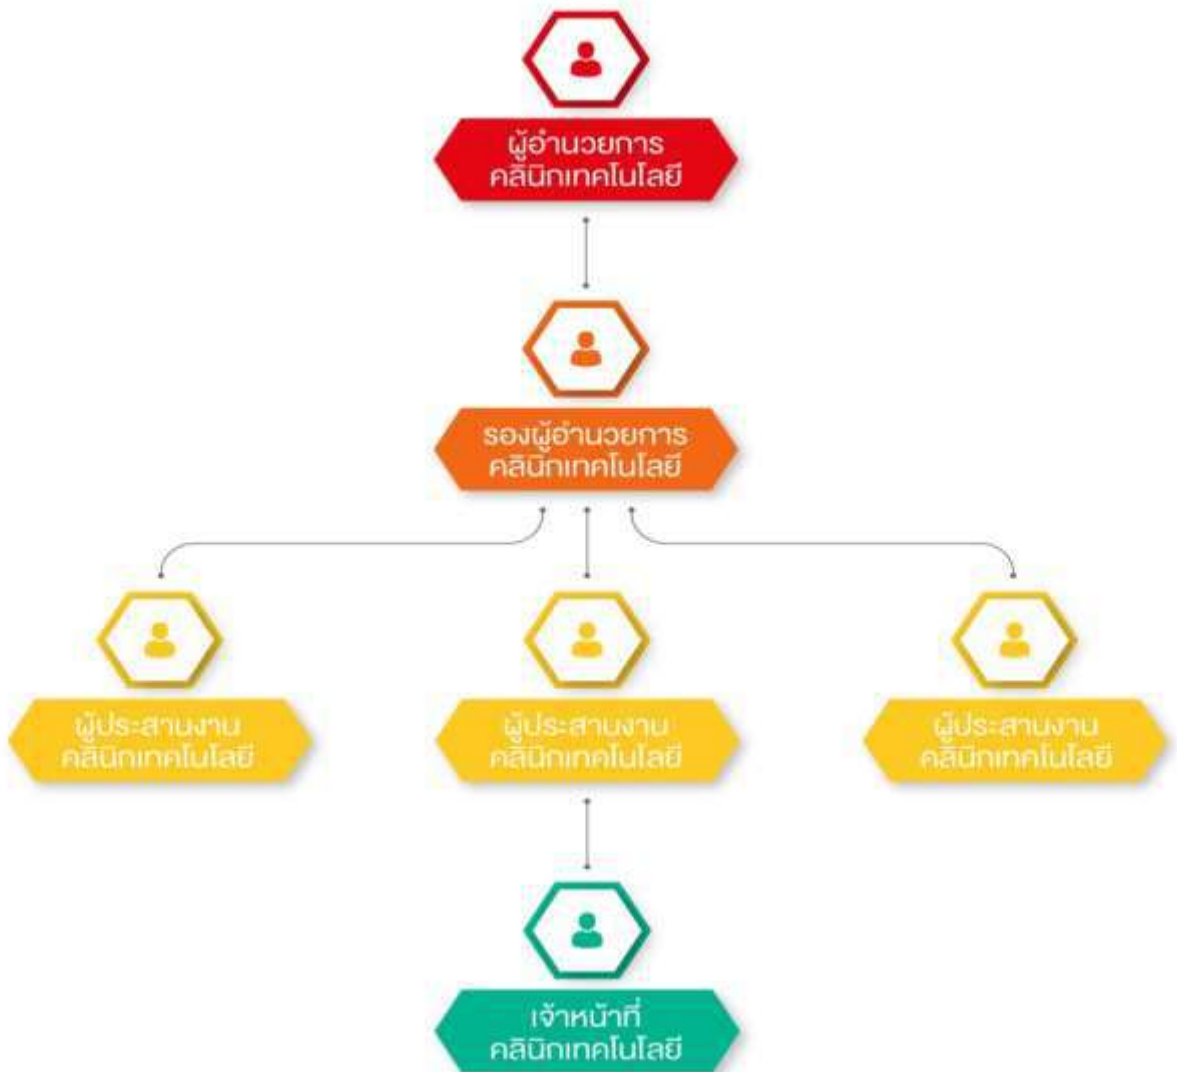 ผู้อำนวยการ
คลินิกเทคโนโลยี
รองผู้อำนวยการ
คลินิกเทคโนโลยี
ผู้ประสานงาน
คลินิกเทคโนโลยี
ผู้ประสานงาน
คลินิกเทคโนโลยี
ผู้ประสานงาน
คลินิกเทคโนโลยี
เจ้าหน้าที่
คลินิกเทคโนโลยี